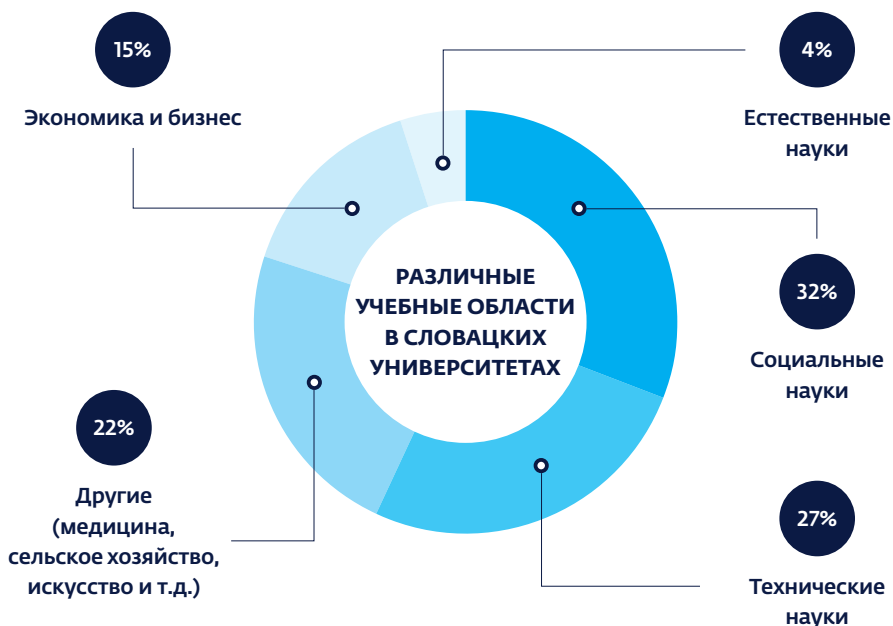 15%
Экономика и бизнес
4%
Естественные
науки
РАЗЛИЧНЫЕ
УЧЕБНЫЕ ОБЛАСТИ
В СЛОВАЦКИХ
УНИВЕРСИТЕТАХ
32%
Социальные
науки
22%
Другие
(медицина,
сельское хозяйство,
искусство и т.д.)
27%
Технические
науки